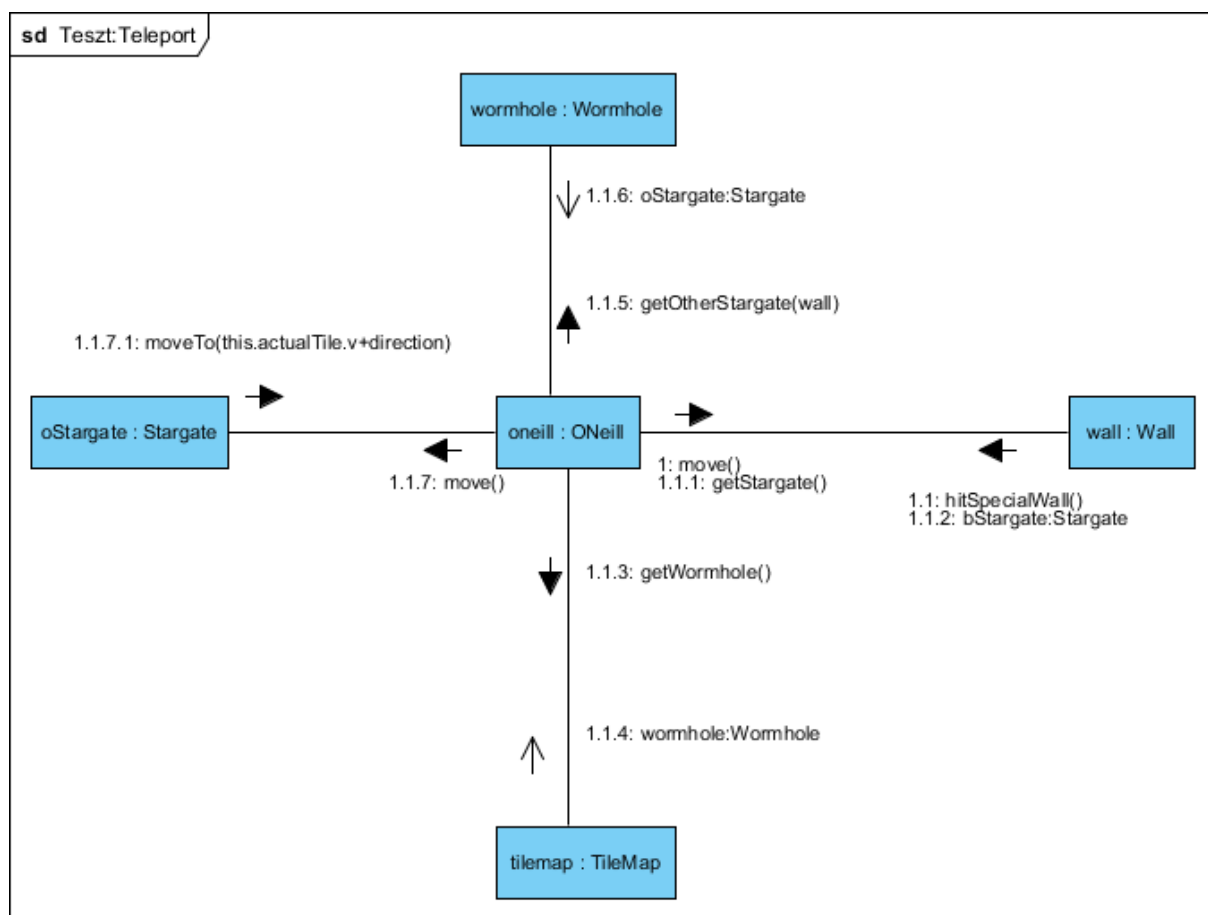 sd Teszt:Teleport
wormhole : Wormhole
1.1.6: oStargate:Stargate
1.1.5: getOtherStargate(wall)
1.1.7.1: moveTo(this.actualTile.v+direction)
oStargate : Stargate
oneill : ONeill
wall : Wall
1.1.7: move()
1: move()
1.1.1: getStargate()
1.1: hitSpecialWall()
1.1.2: bStargate:Stargate
1.1.3: getWormhole()
1.1.4: wormhole:Wormhole
tilemap : TileMap